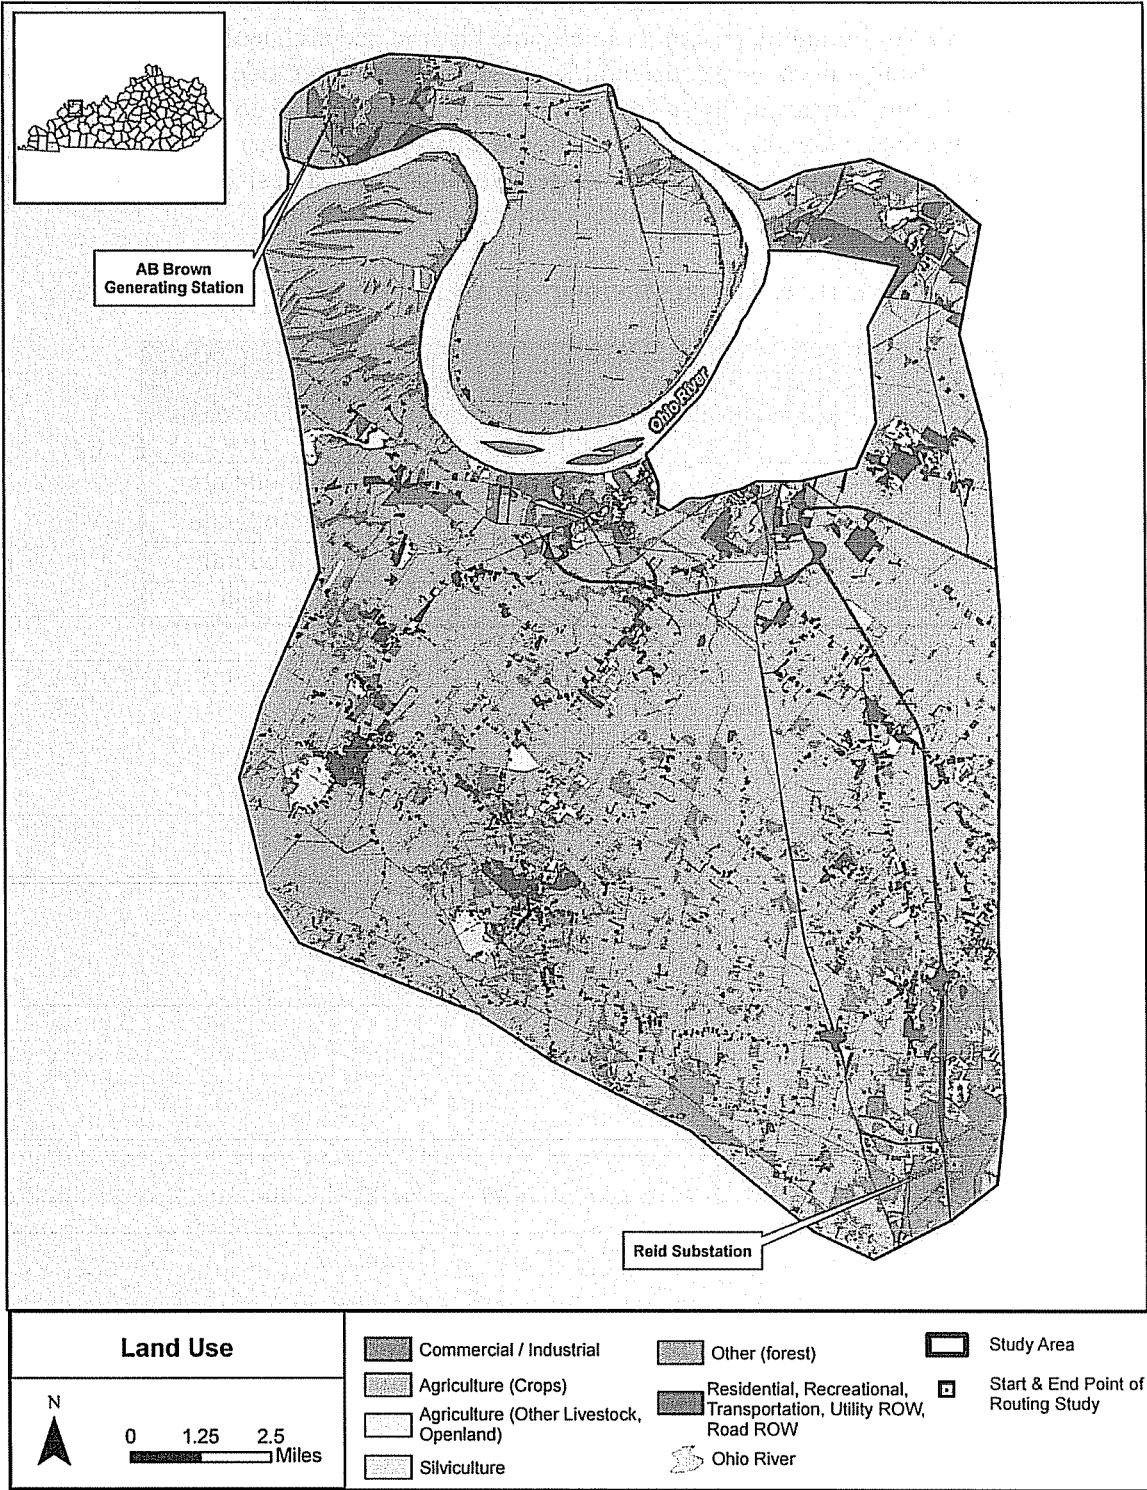 AB Brown
Generating Station
Ohio River
Reid Substation
Land Use
N
0 1.25 2.5
Miles
Commercial / Industrial
Agriculture (Crops)
Agriculture (Other Livestock,
Openland)
Silviculture
Other (forest)
Residential, Recreational,
Transportation, Utility ROW,
Road ROW
Ohio River
Study Area
Start & End Point of
Routing Study